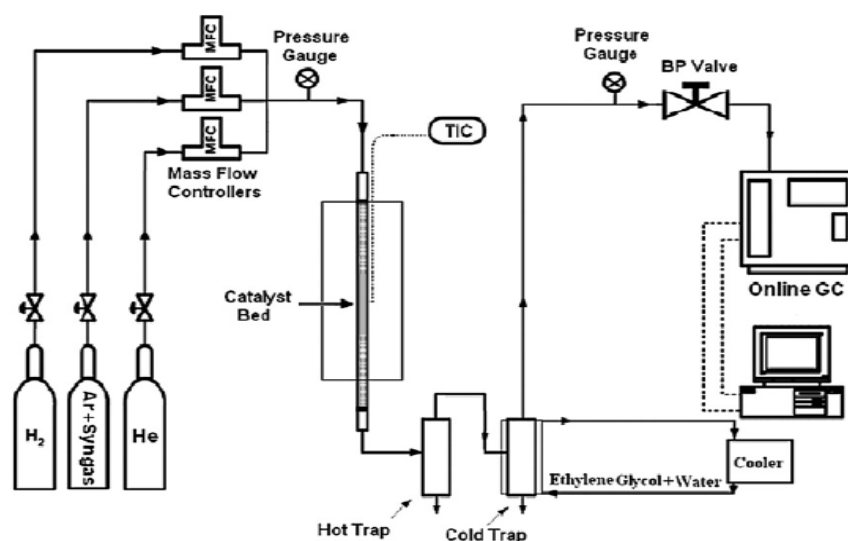 MFC
MFC
MFC
Mass Flow
Controllers
Pressure
Gauge
Pressure
Gauge
BP Valve
TIC
Catalyst
Bed
Online GC
H₂
Ar+Syngas
He
Hot Trap
Cold Trap
Ethylene Glycol+Water
Cooler